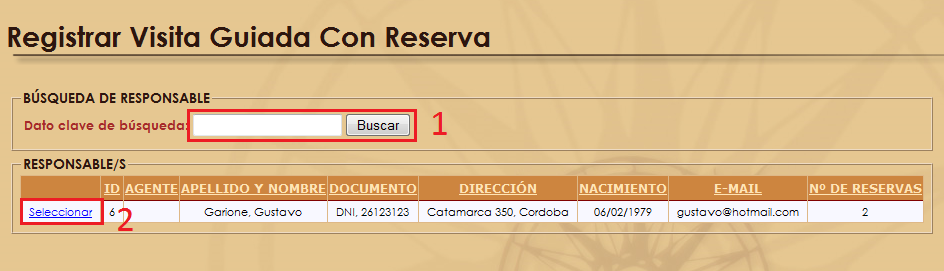 Registrar Visita Guiada Con Reserva
BÚSQUEDA DE RESPONSABLE
Dato clave de búsqueda: Buscar 1
RESPONSABLE/S
ID AGENTE APELLIDO Y NOMBRE DOCUMENTO DIRECCIÓN NACIMIENTO E-MAIL Nº DE RESERVAS
Seleccionar 6 Garione, Gustavo DNI, 26123123 Catamarca 350, Cordoba 06/02/1979 gustavo@hotmail.com 2
2